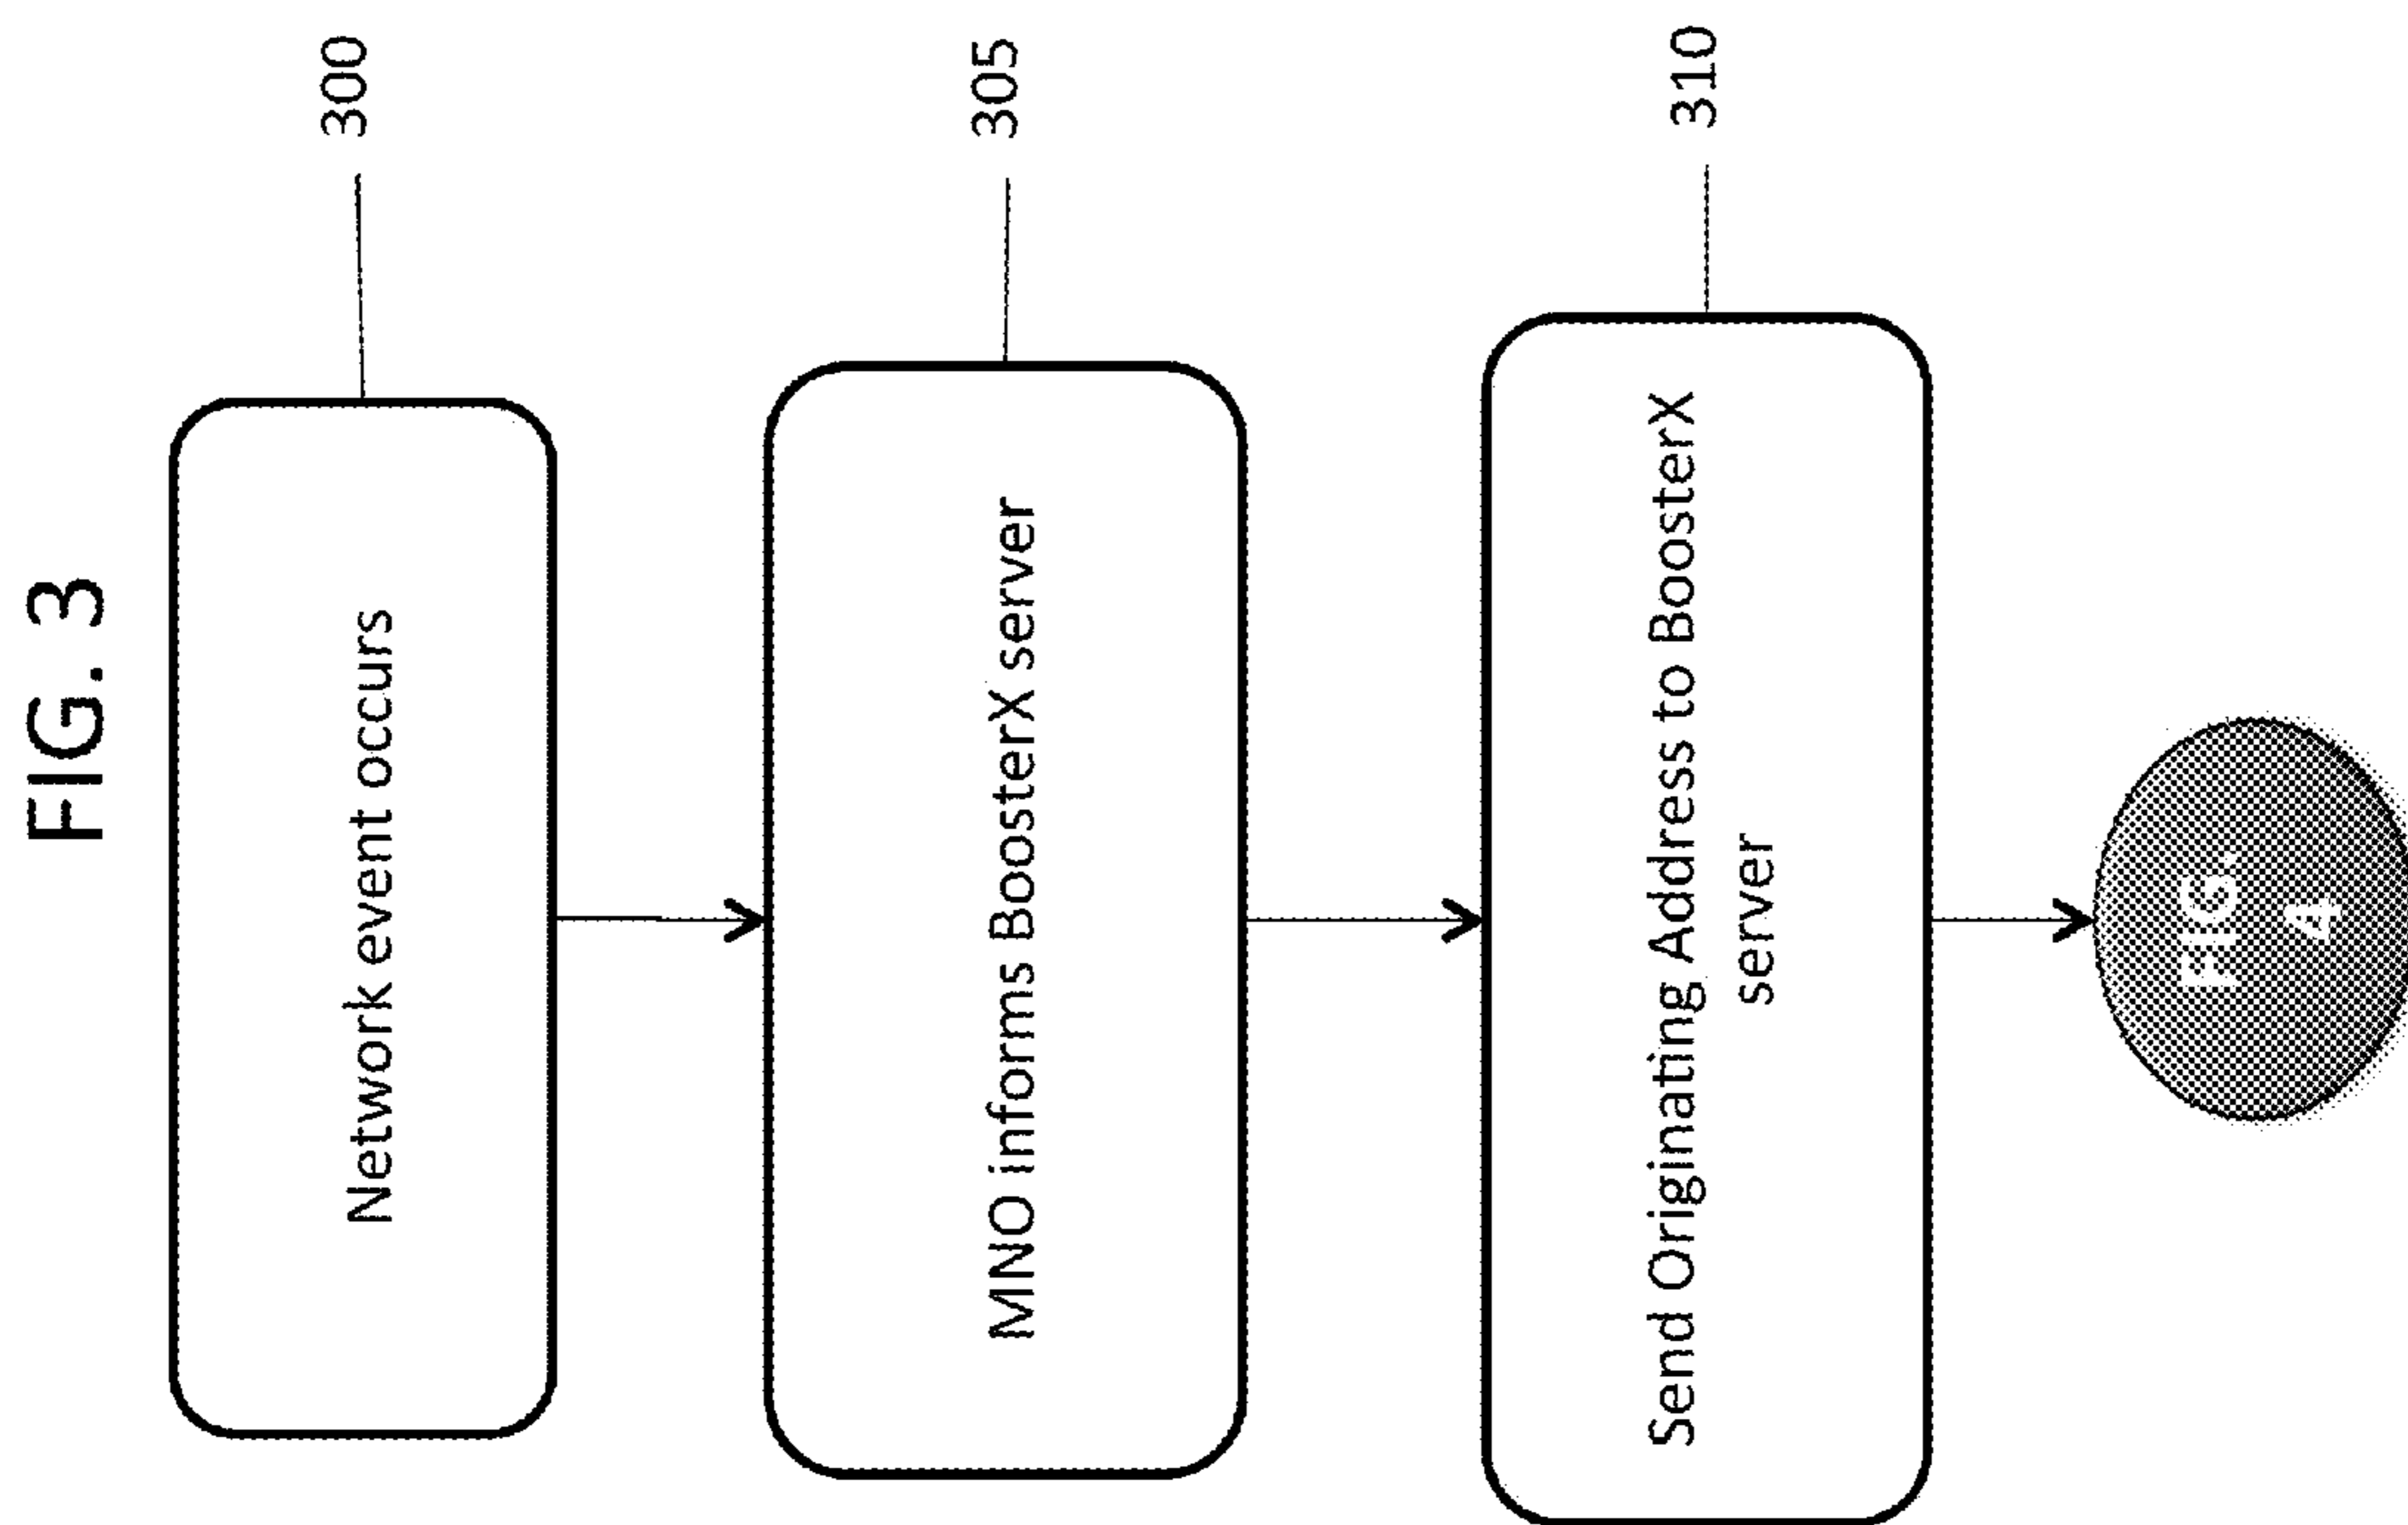 FIG. 3
Network event occurs
300
MNO informs BoosterX server
305
Send Originating Address to BoosterX
server
310
FIG.
4